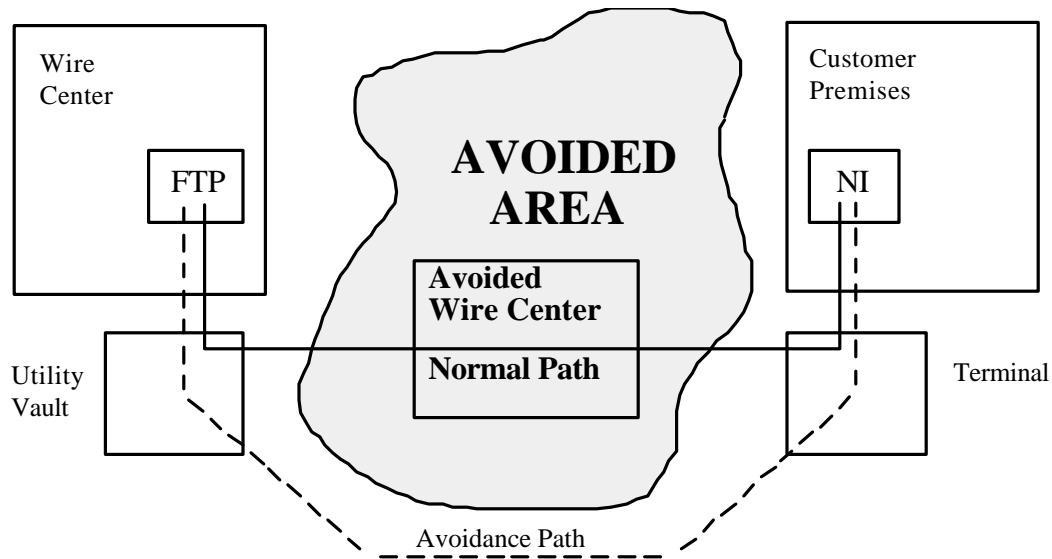 Wire
Center
FTP
AVOIDED
AREA
Customer
Premises
NI
Avoided
Wire Center
Normal Path
Utility
Vault
Terminal
Avoidance Path